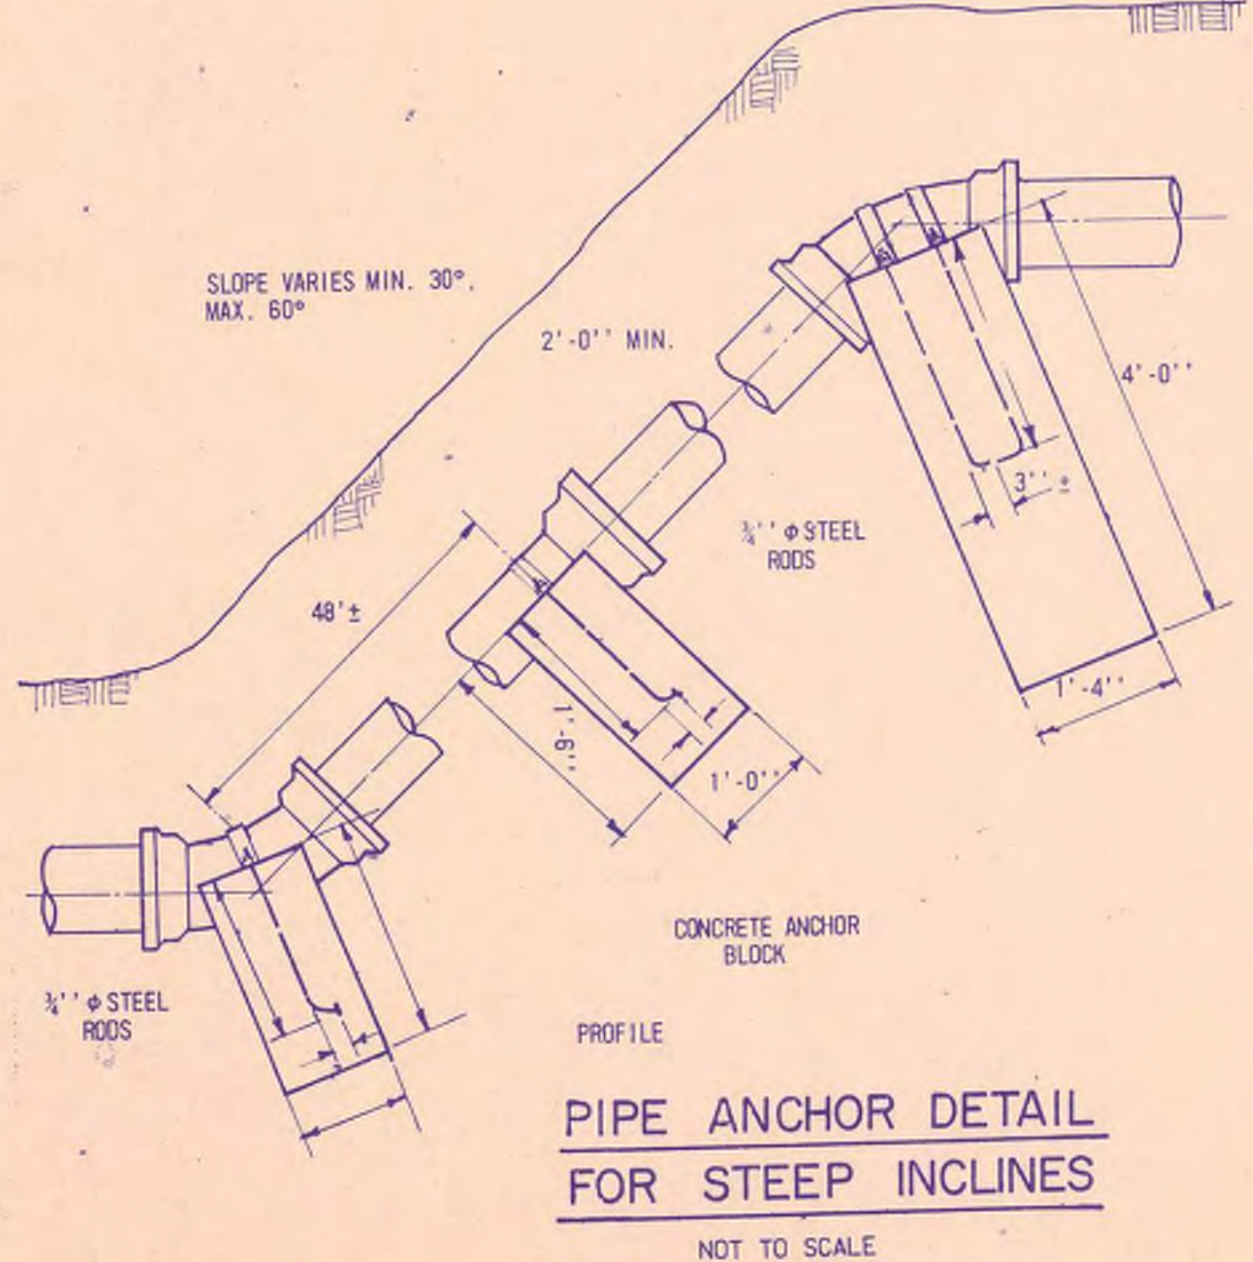 SLOPE VARIES MIN. 30°,
MAX. 60°
2'-0'' MIN.
4'-0''
3'' ±
¾'' φ STEEL
RODS
48' ±
1'-4''
1'-6''
1'-0''
CONCRETE ANCHOR
BLOCK
¾'' φ STEEL
RODS
PROFILE
PIPE ANCHOR DETAIL
FOR STEEP INCLINES
NOT TO SCALE